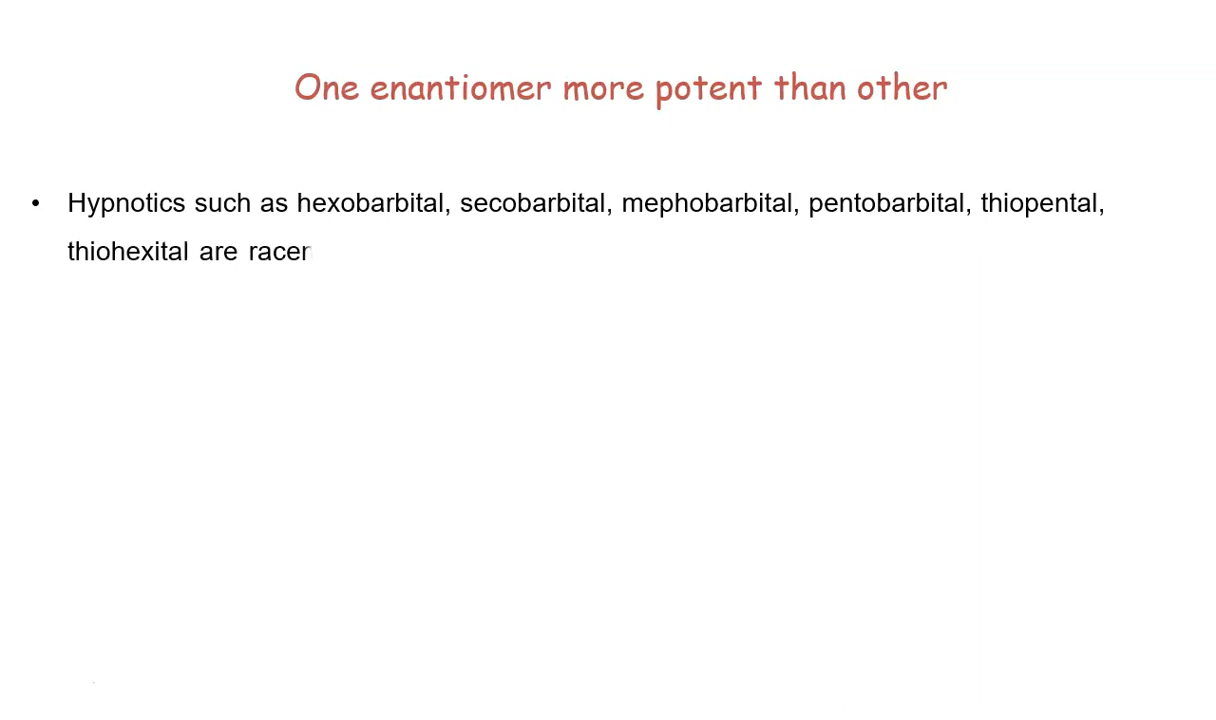 One enantiomer more potent than other
• Hypnotics such as hexobarbital, secobarbital, mephobarbital, pentobarbital, thiopental,
thiohexital are